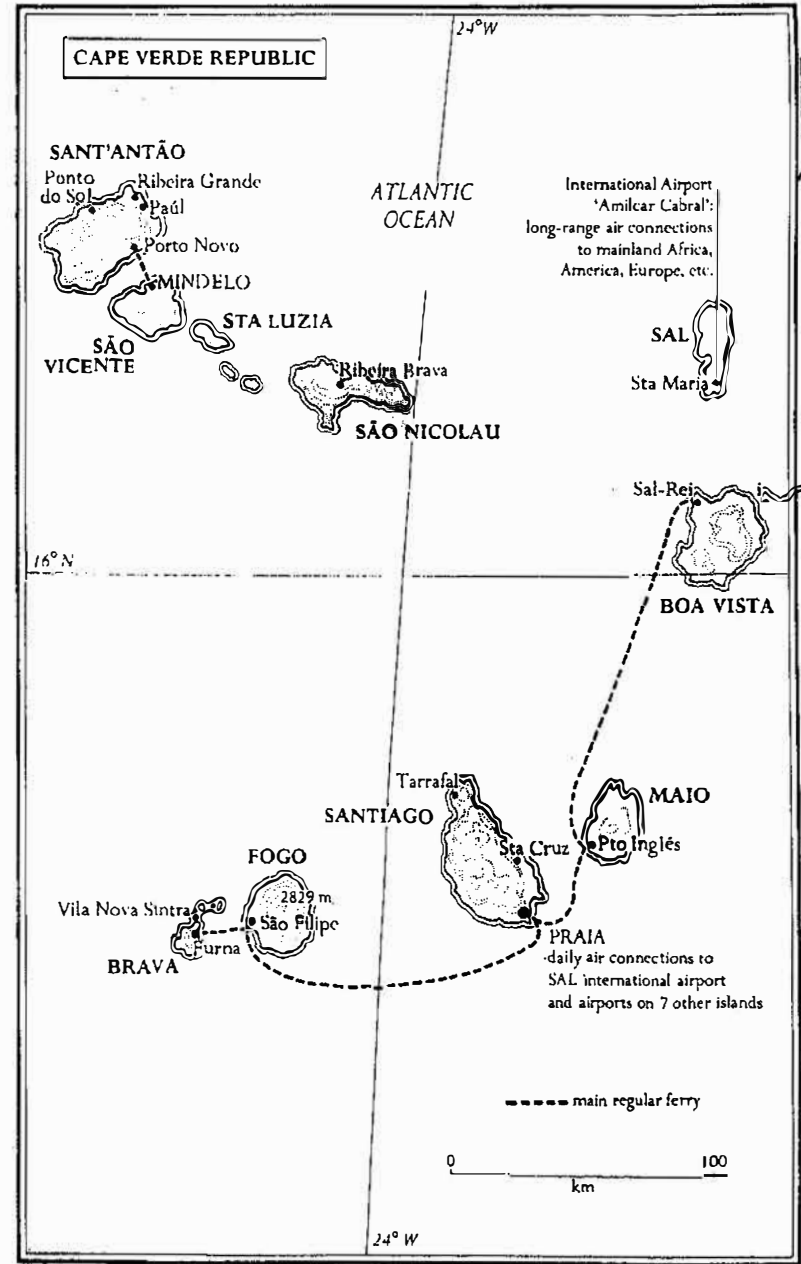 24°W
CAPE VERDE REPUBLIC
SANT'ANTÃO
Ponto
do Sol
Ribeira Grande
Paúl
Porto Novo
MINDELO
SÃO
VICENTE
STA LUZIA
Ribeira Brava
SÃO NICOLAU
ATLANTIC
OCEAN
International Airport
'Amilcar Cabral':
long-range air connections
to mainland Africa,
America, Europe, etc.
SAL
Sta Maria
Sal-Rei
BOA VISTA
16° N
Tarrafal
SANTIAGO
Sta Cruz
MAIO
Pto Inglés
FOGO
2829 m
Vila Nova Sintra
São Filipe
Furna
BRAVA
PRAIA
daily air connections to
SAL international airport
and airports on 7 other islands
main regular ferry
0 100
km
24° W